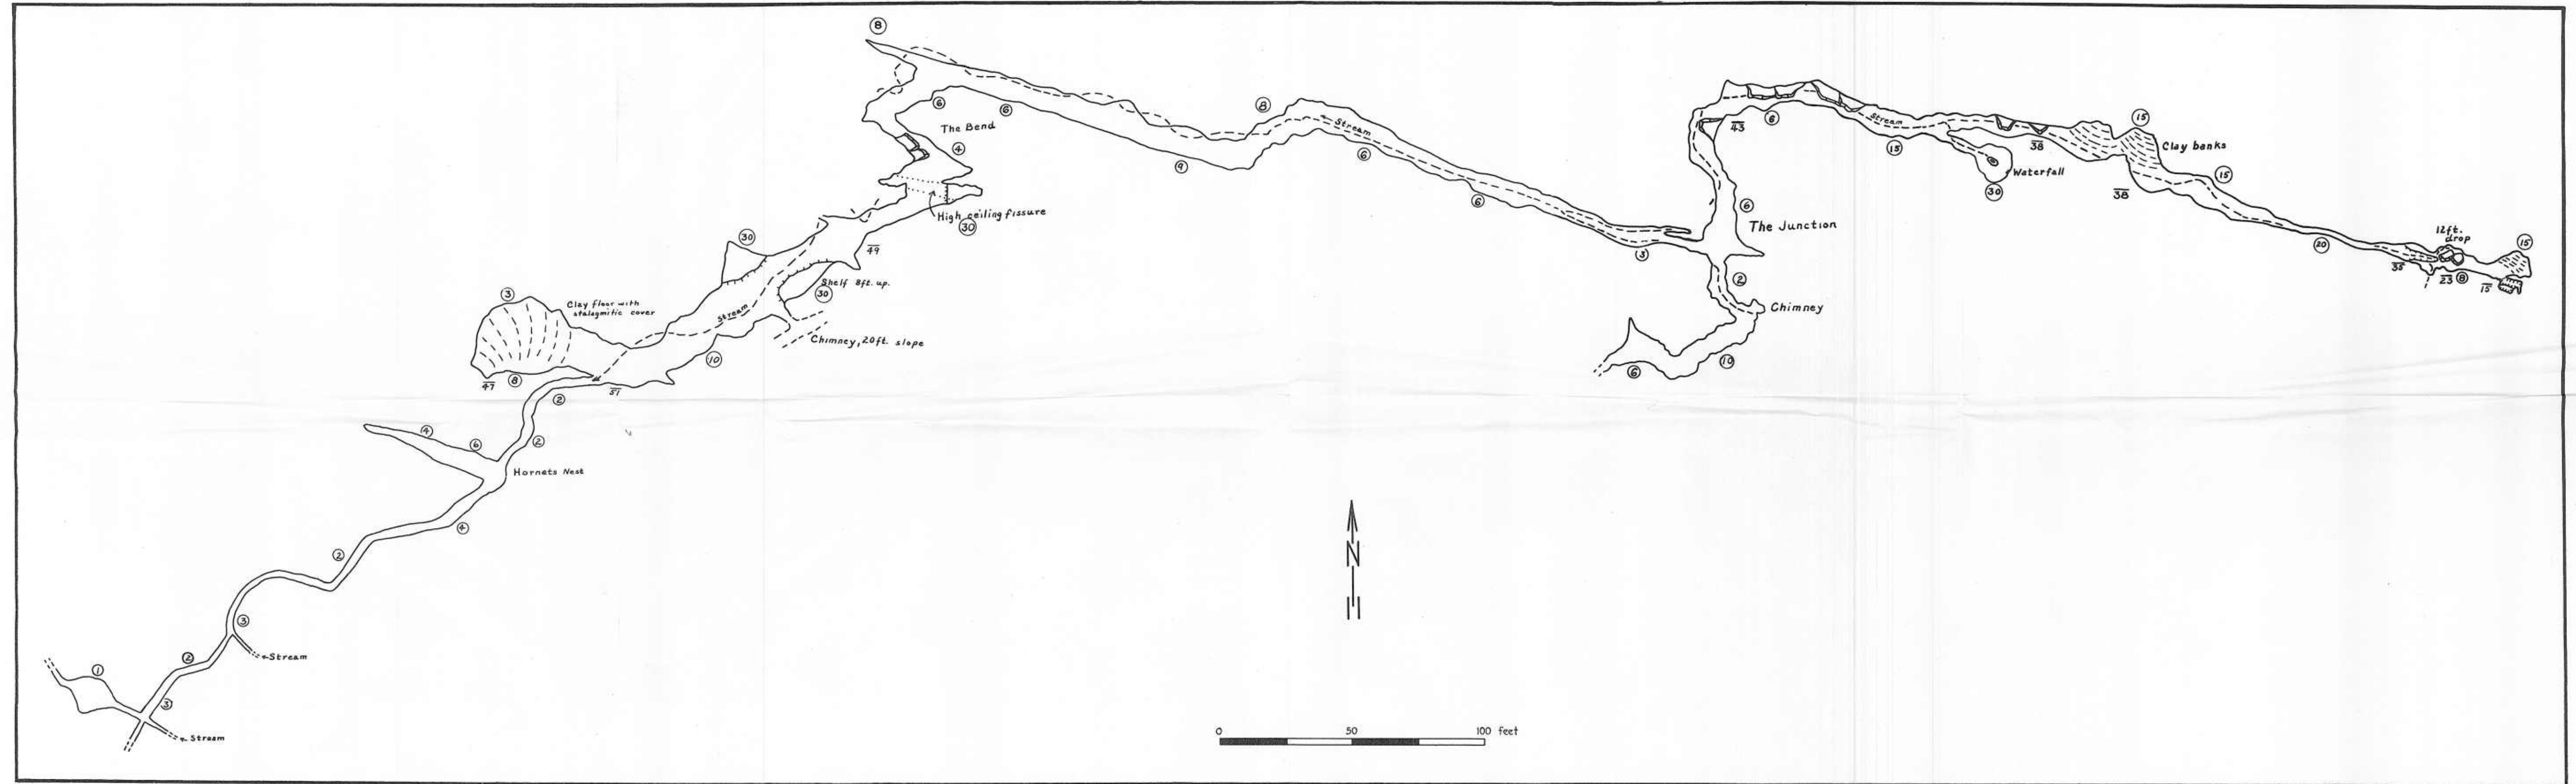 8
6
6
The Bend
4
High ceiling fissure
30
49
30
Shelf 8ft. up.
30
Stream
Chimney, 20ft. slope
10
3
Clay floor with
stalagmitic cover
47
8
51
2
2
4
6
Hornets Nest
4
2
3
Stream
2
1
3
Stream
9
8
Stream
6
6
3
The Junction
6
2
Chimney
10
6
43
6
Stream
15
Waterfall
30
38
15
Clay banks
38
15
20
12ft.
drop
35
23
8
15
15
N
0 50 100 feet